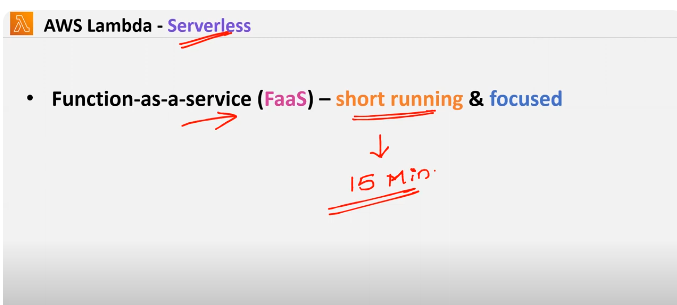 AWS Lambda - Serverless
• Function-as-a-service (FaaS) – short running & focused
15 Min.